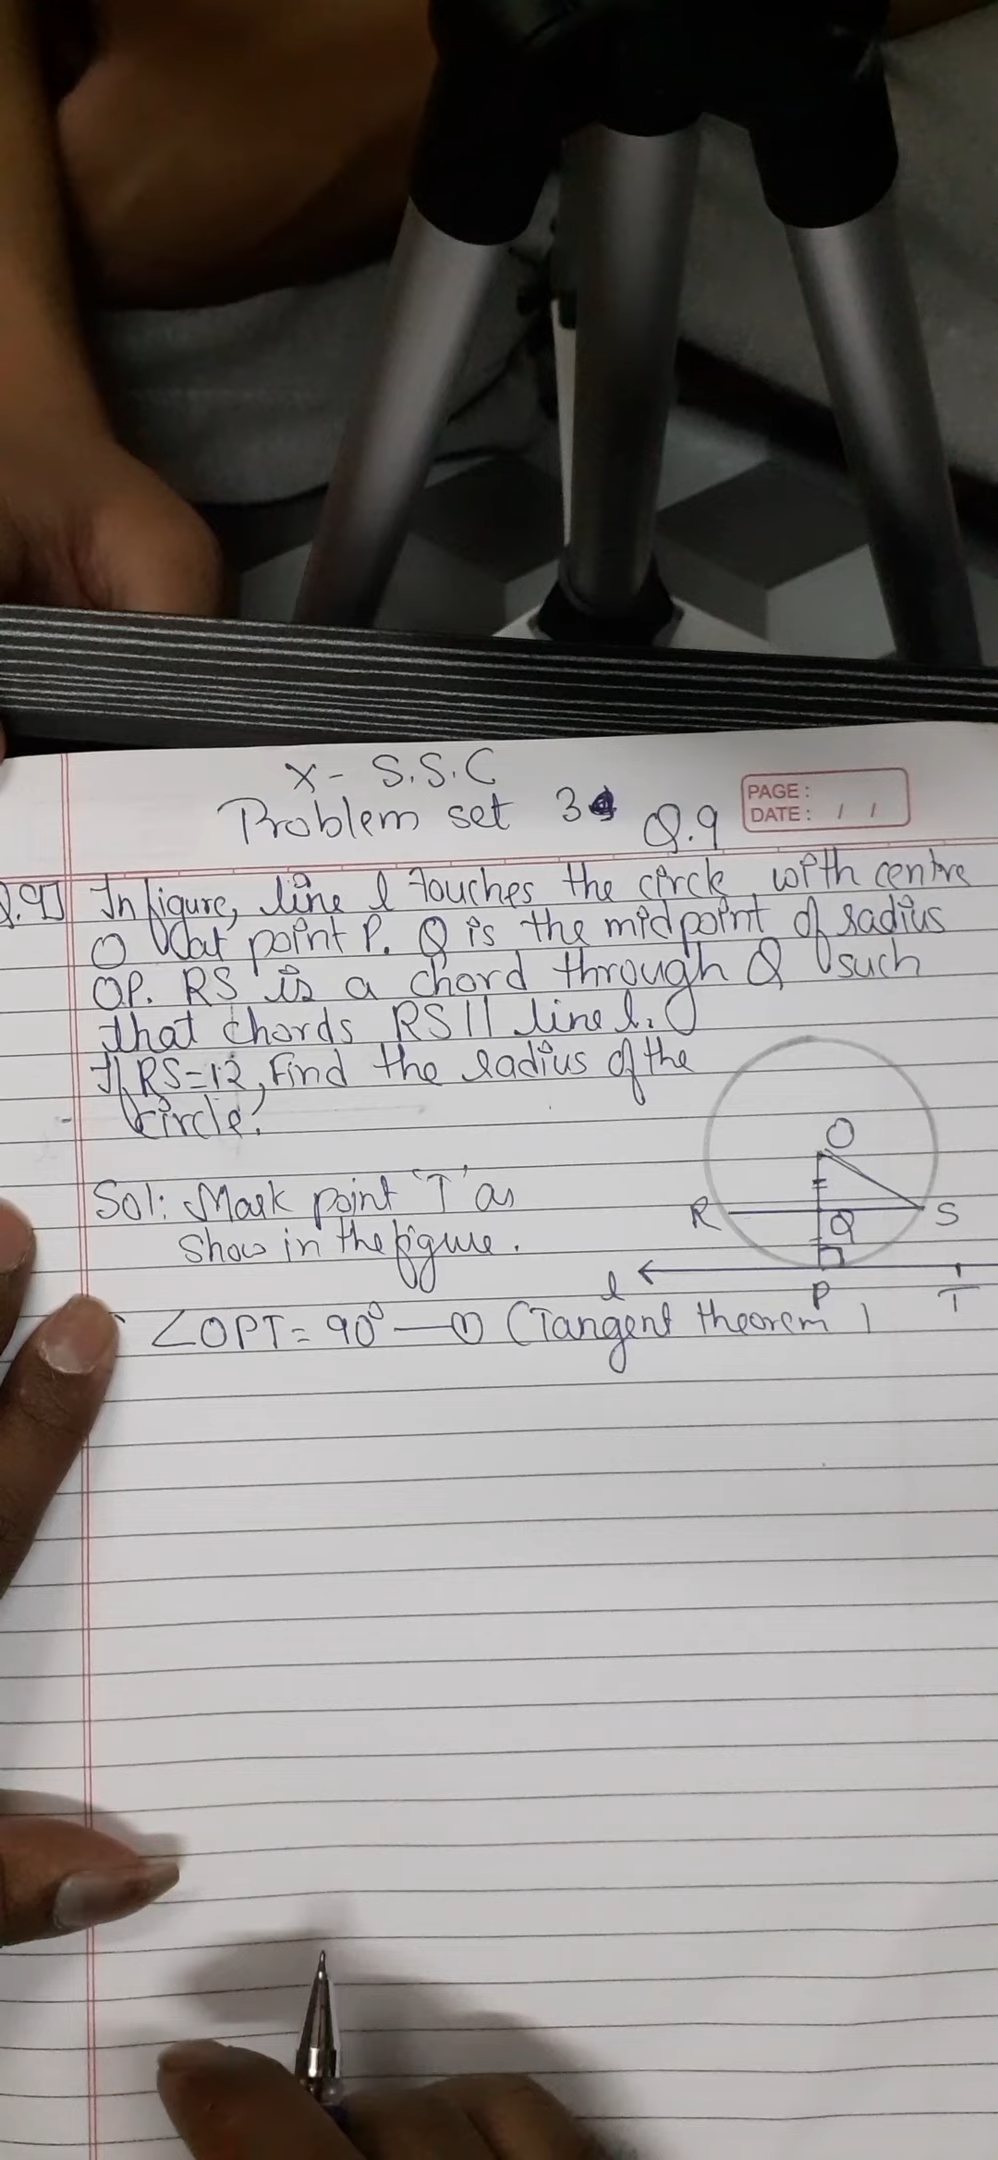 X - S.S.C
Problem set 3 Q.9
PAGE :
DATE : / /
Q.9] In figure, line l touches the circle with centre
O at point P. Q is the midpoint of radius
OP. RS is a chord through Q such
that chords RS || line l.
If RS=12, Find the radius of the
circle.
O
R
Q
S
l
P
T
Sol: Mark point 'T' as
show in the figure.
∠OPT = 90° — ① (Tangent theorem)